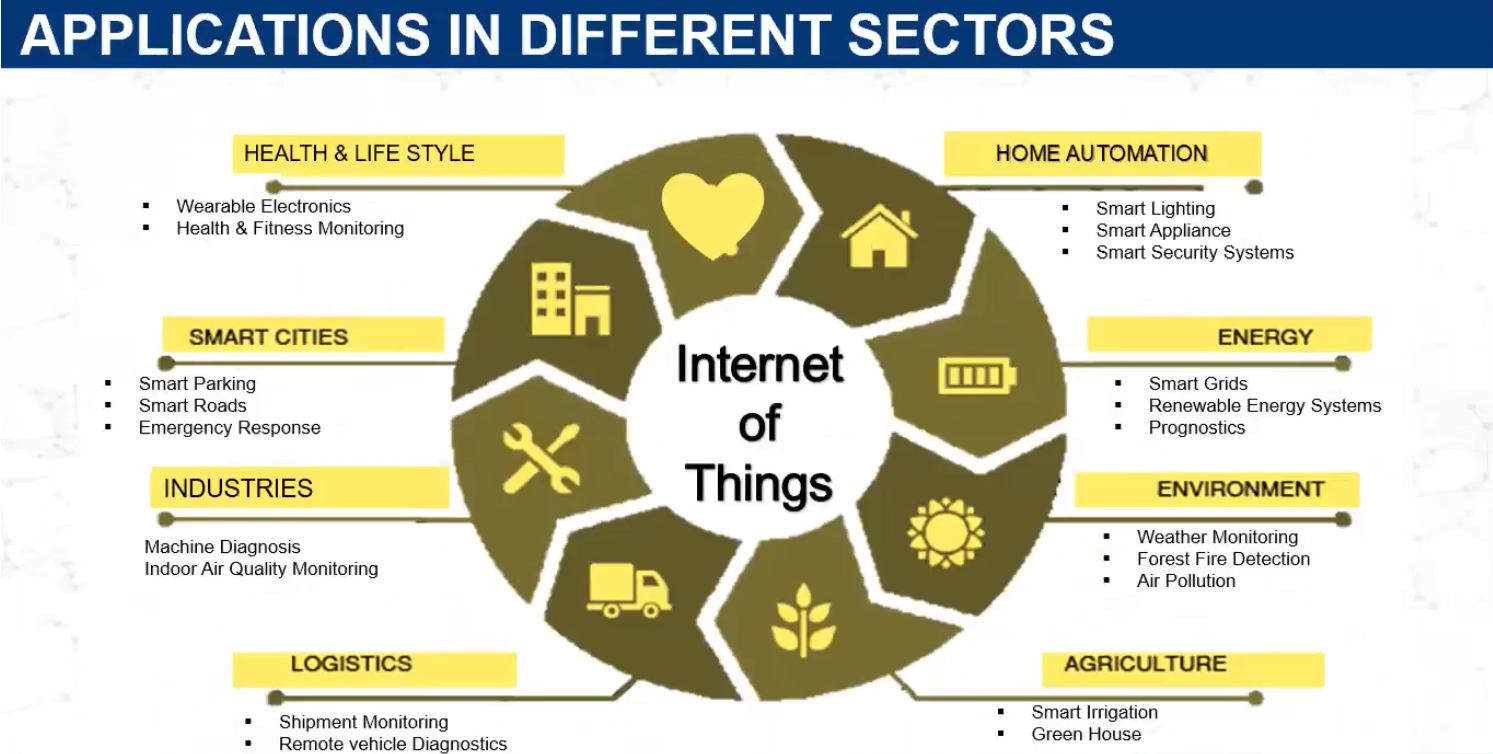 APPLICATIONS IN DIFFERENT SECTORS
HEALTH & LIFE STYLE
▪ Wearable Electronics
▪ Health & Fitness Monitoring
SMART CITIES
▪ Smart Parking
▪ Smart Roads
▪ Emergency Response
INDUSTRIES
Machine Diagnosis
Indoor Air Quality Monitoring
LOGISTICS
▪ Shipment Monitoring
▪ Remote vehicle Diagnostics
Internet
of
Things
HOME AUTOMATION
▪ Smart Lighting
▪ Smart Appliance
▪ Smart Security Systems
ENERGY
▪ Smart Grids
▪ Renewable Energy Systems
▪ Prognostics
ENVIRONMENT
▪ Weather Monitoring
▪ Forest Fire Detection
▪ Air Pollution
AGRICULTURE
▪ Smart Irrigation
▪ Green House